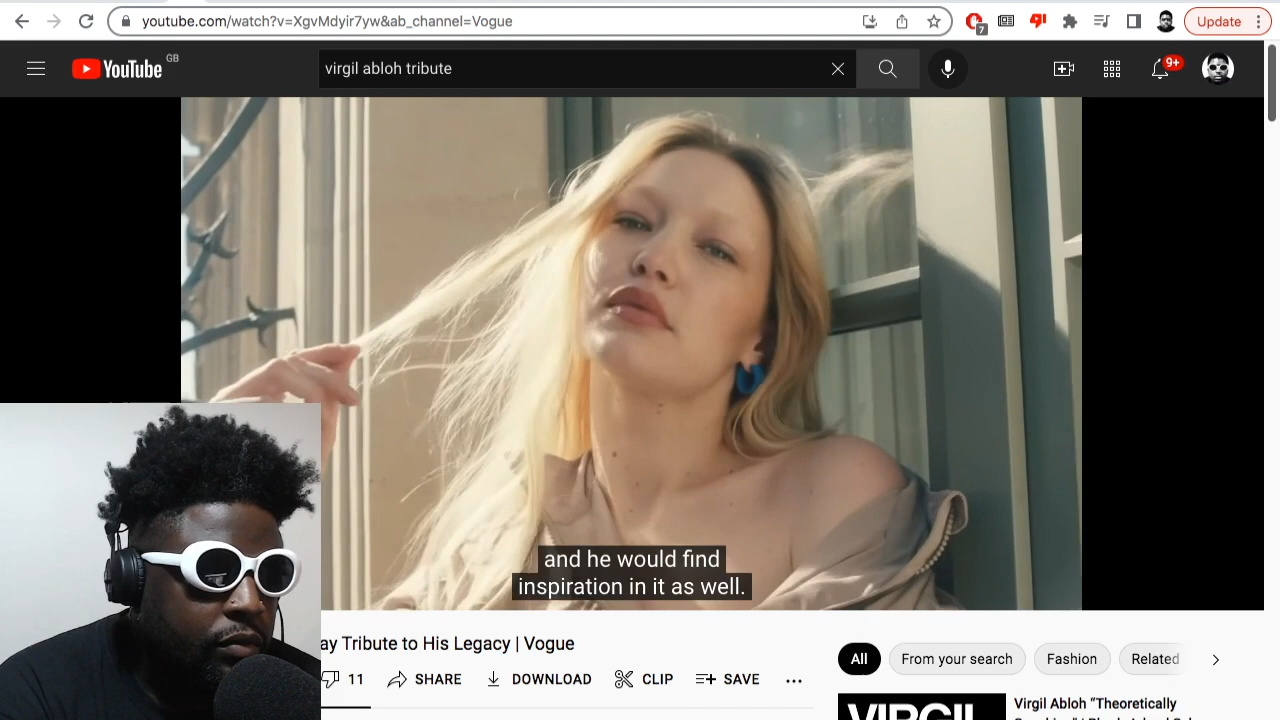 youtube.com/watch?v=XgvMdyir7yw&ab_channel=Vogue
7
Update
YouTube GB
virgil abloh tribute
9+
and he would find
inspiration in it as well.
ay Tribute to His Legacy | Vogue
11 SHARE DOWNLOAD CLIP SAVE
All From your search Fashion Related
VIRGIL
Virgil Abloh “Theoretically